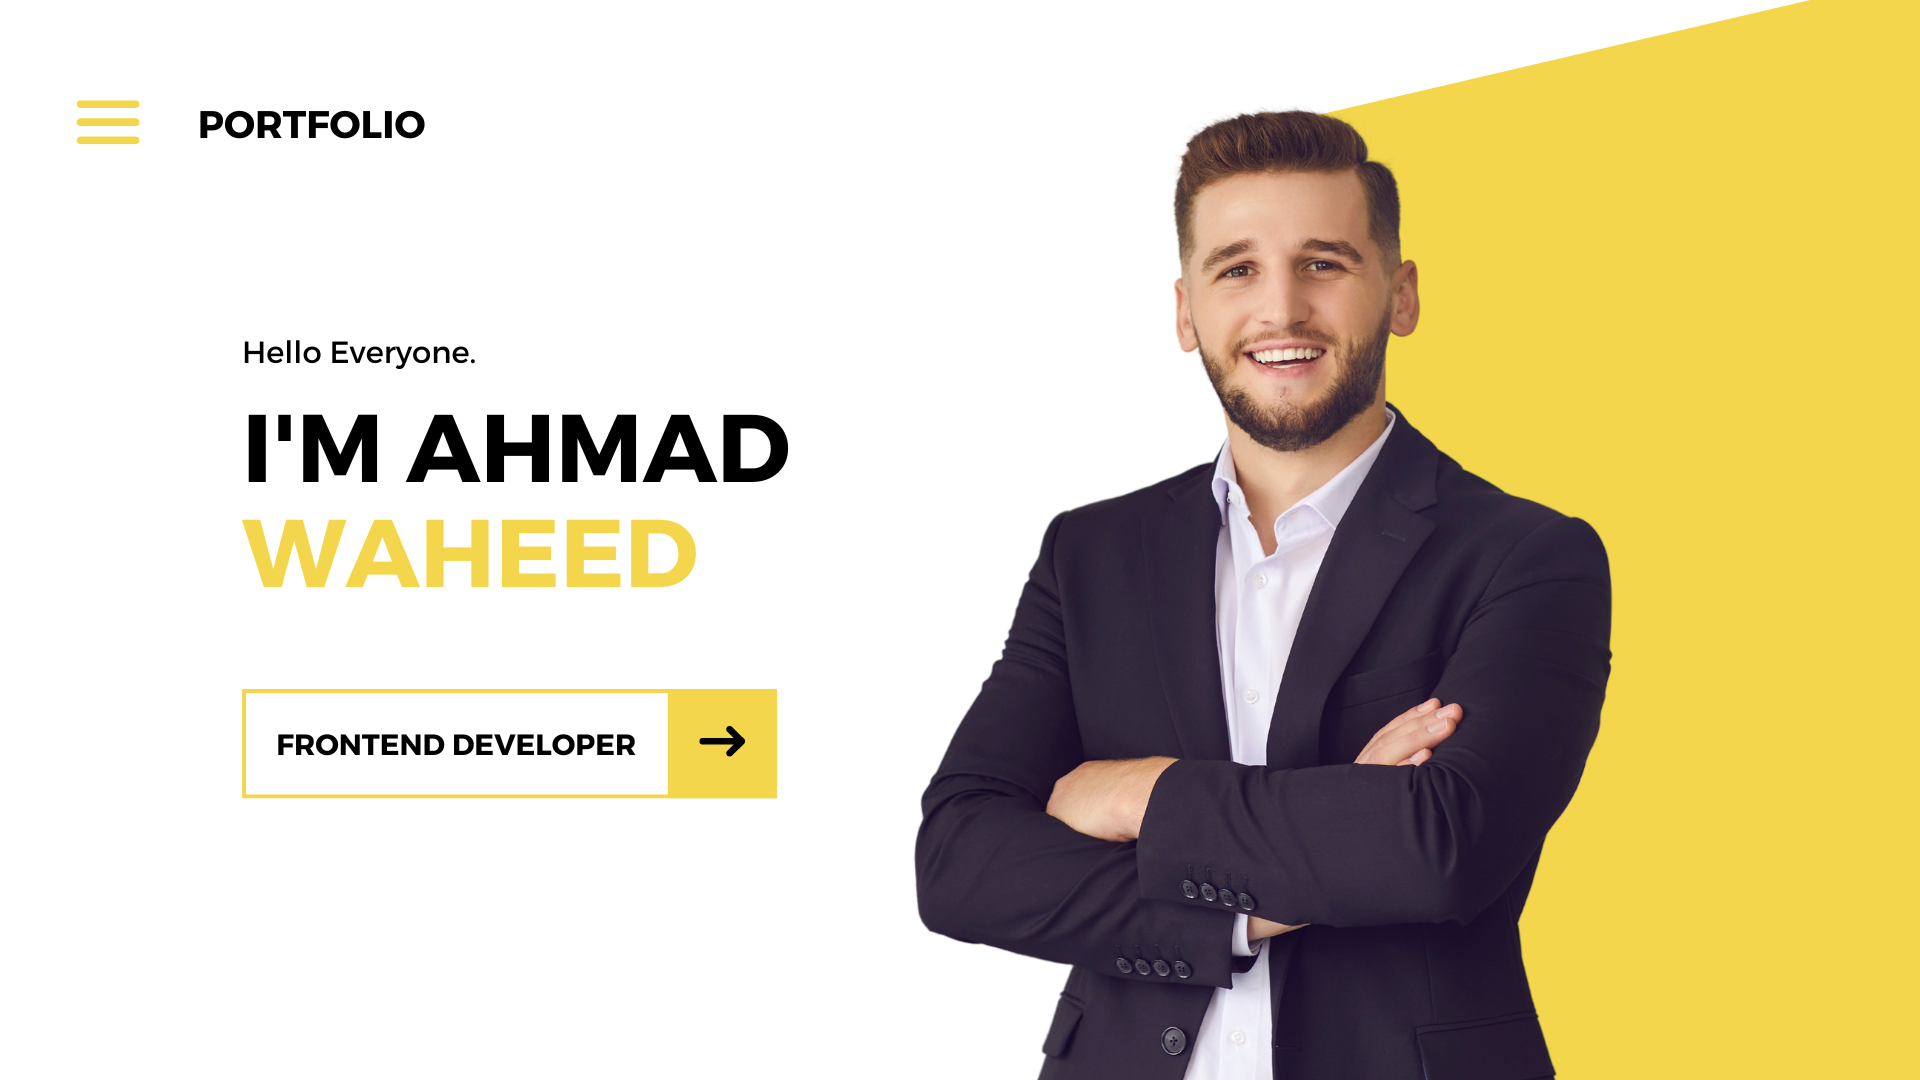 PORTFOLIO
Hello Everyone.
I'M AHMAD
WAHEED
FRONTEND DEVELOPER